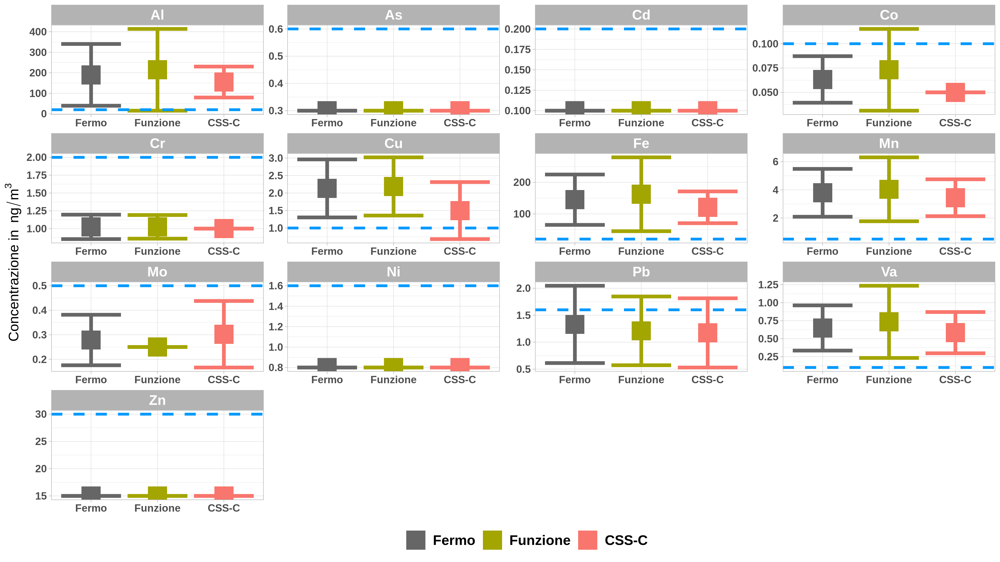 Concentrazione in ng/m³
Al
400
300
200
100
0
Fermo Funzione CSS-C
As
0.6
0.5
0.4
0.3
Fermo Funzione CSS-C
Cd
0.200
0.175
0.150
0.125
0.100
Fermo Funzione CSS-C
Co
0.100
0.075
0.050
Fermo Funzione CSS-C
Cr
2.00
1.75
1.50
1.25
1.00
Fermo Funzione CSS-C
Cu
3.0
2.5
2.0
1.5
1.0
Fermo Funzione CSS-C
Fe
200
100
Fermo Funzione CSS-C
Mn
6
4
2
Fermo Funzione CSS-C
Mo
0.5
0.4
0.3
0.2
Fermo Funzione CSS-C
Ni
1.6
1.4
1.2
1.0
0.8
Fermo Funzione CSS-C
Pb
2.0
1.5
1.0
0.5
Fermo Funzione CSS-C
Va
1.25
1.00
0.75
0.50
0.25
Fermo Funzione CSS-C
Zn
30
25
20
15
Fermo Funzione CSS-C
Fermo Funzione CSS-C